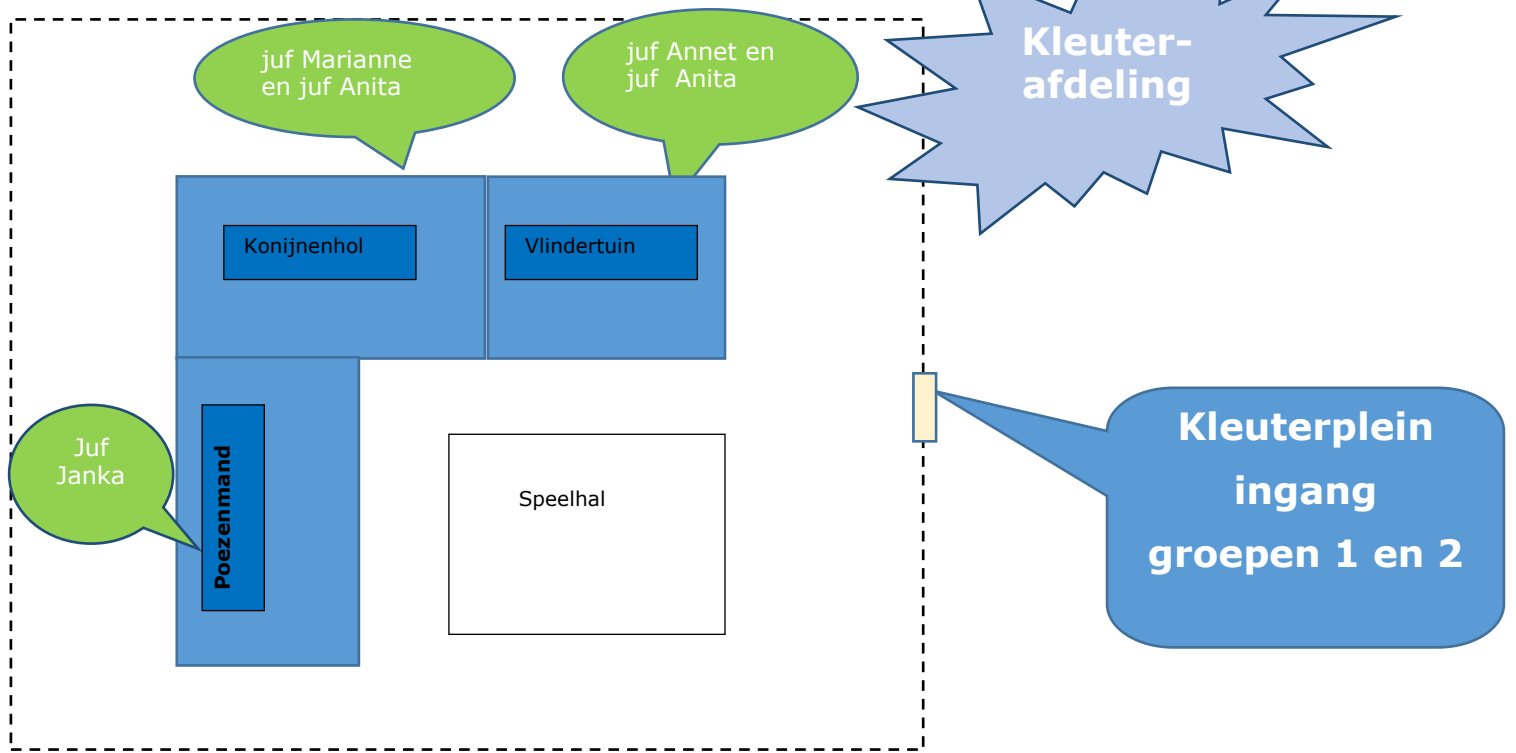 juf Marianne
en juf Anita
juf Annet en
juf  Anita
Kleuter-
afdeling
Konijnenhol
Vlindertuin
Juf
Janka
Poezenmand
Speelhal
Kleuterplein
ingang
groepen 1 en 2